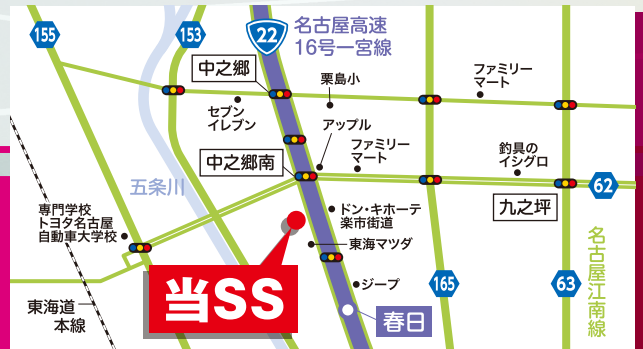 155
153
22
名古屋高速
16号一宮線
中之郷
栗島小
ファミリー
マート
セブン
イレブン
アップル
中之郷南
ファミリー
マート
釣具の
イシグロ
62
五条川
九之坪
専門学校
トヨタ名古屋
自動車大学校
ドン・キホーテ
楽市街道
東海マツダ
名古屋江南線
当SS
ジープ
165
63
東海道
本線
春日